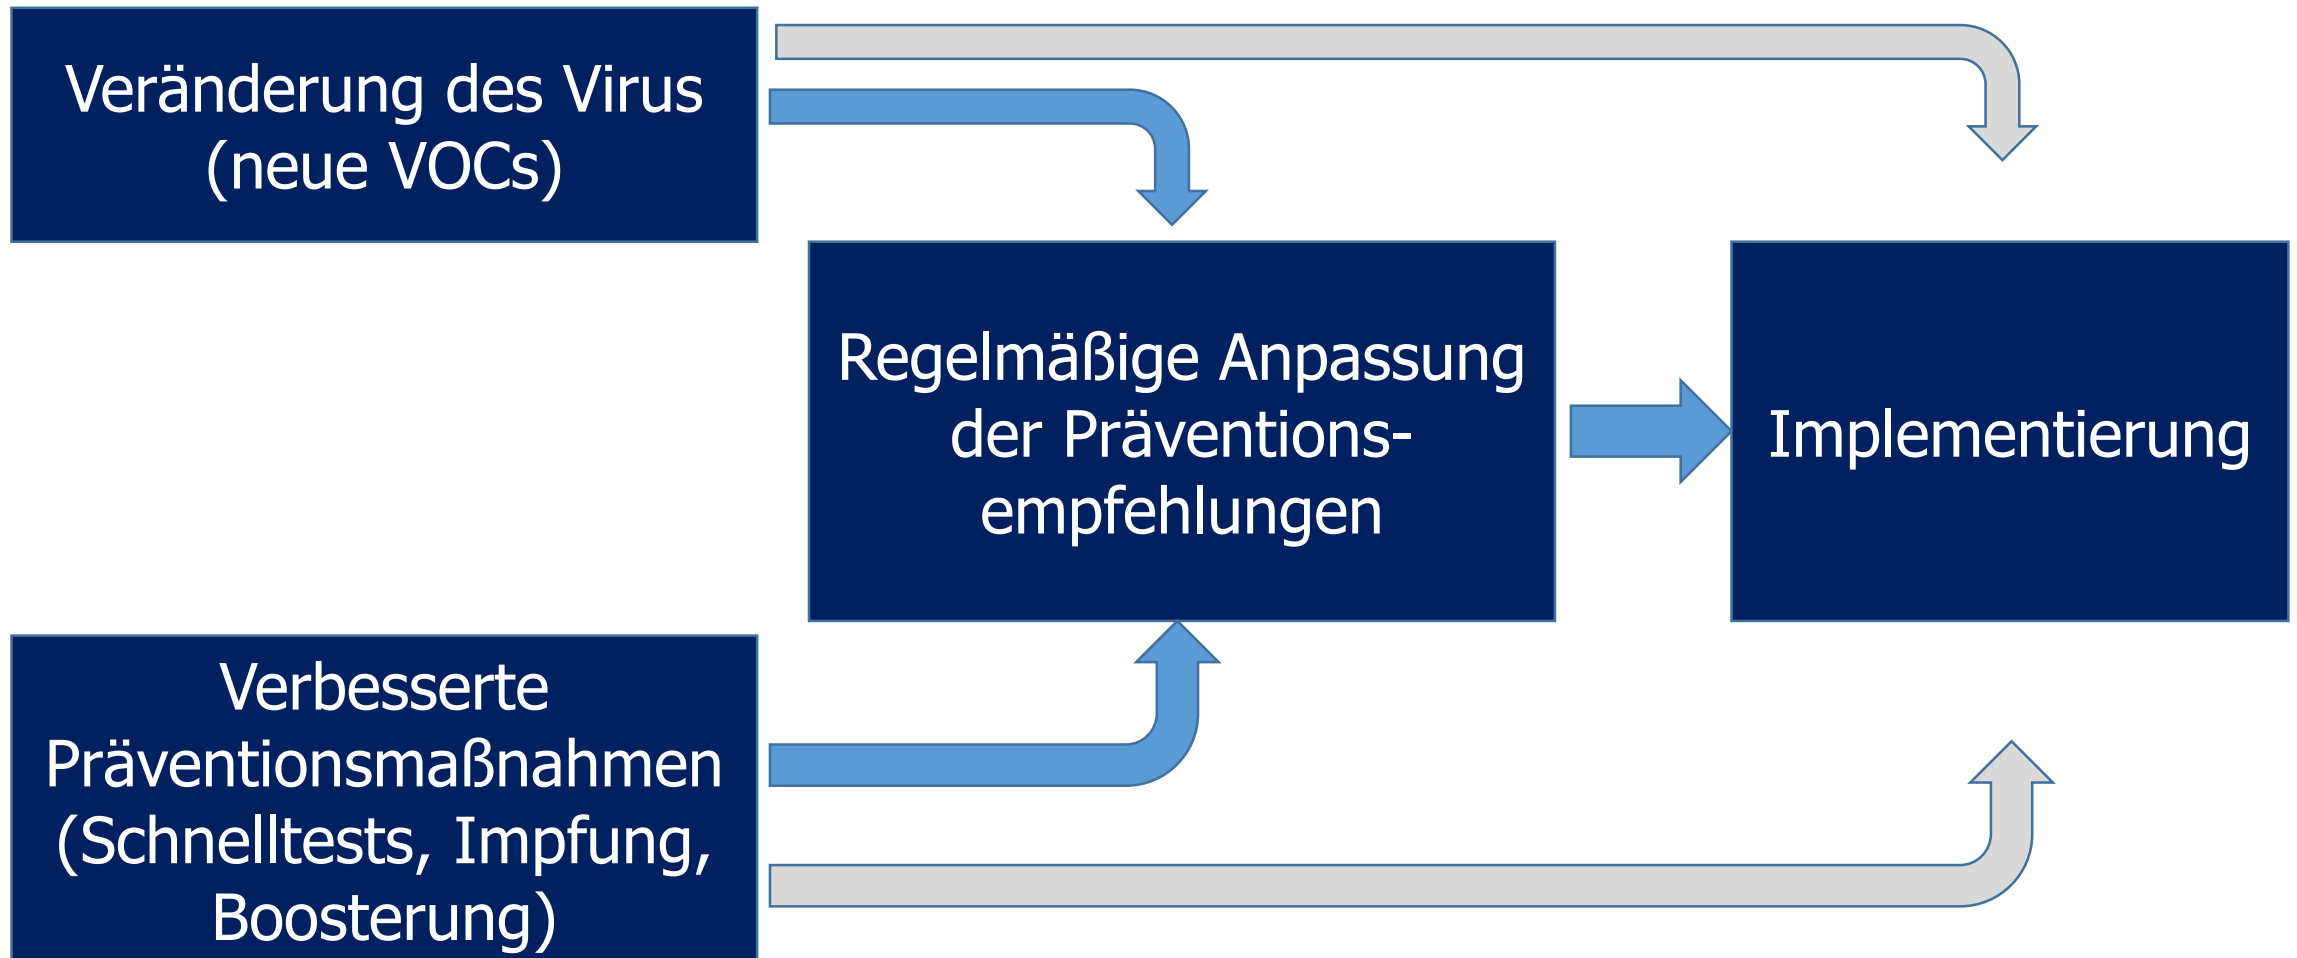 Veränderung des Virus
(neue VOCs)
Regelmäßige Anpassung
der Präventions-
empfehlungen
Implementierung
Verbesserte
Präventionsmaßnahmen
(Schnelltests, Impfung,
Boosterung)